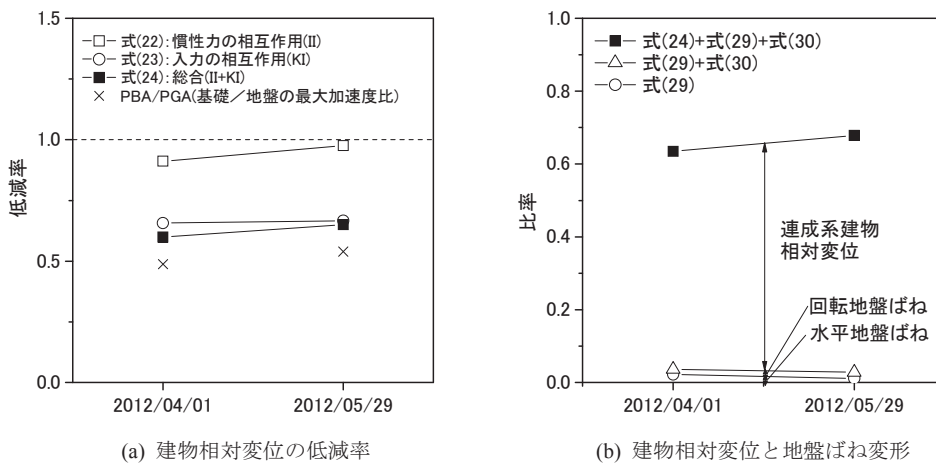 1.5
1.0
0.5
0.0
低減率
□ 式(22):慣性力の相互作用(II)
○ 式(23):入力の相互作用(KI)
■ 式(24):総合(II+KI)
× PBA/PGA(基礎／地盤の最大加速度比)
2012/04/01 2012/05/29
(a) 建物相対変位の低減率
1.0
0.8
0.6
0.4
0.2
0.0
比率
■ 式(24)+式(29)+式(30)
△ 式(29)+式(30)
○ 式(29)
連成系建物
相対変位
回転地盤ばね
水平地盤ばね
2012/04/01 2012/05/29
(b) 建物相対変位と地盤ばね変形